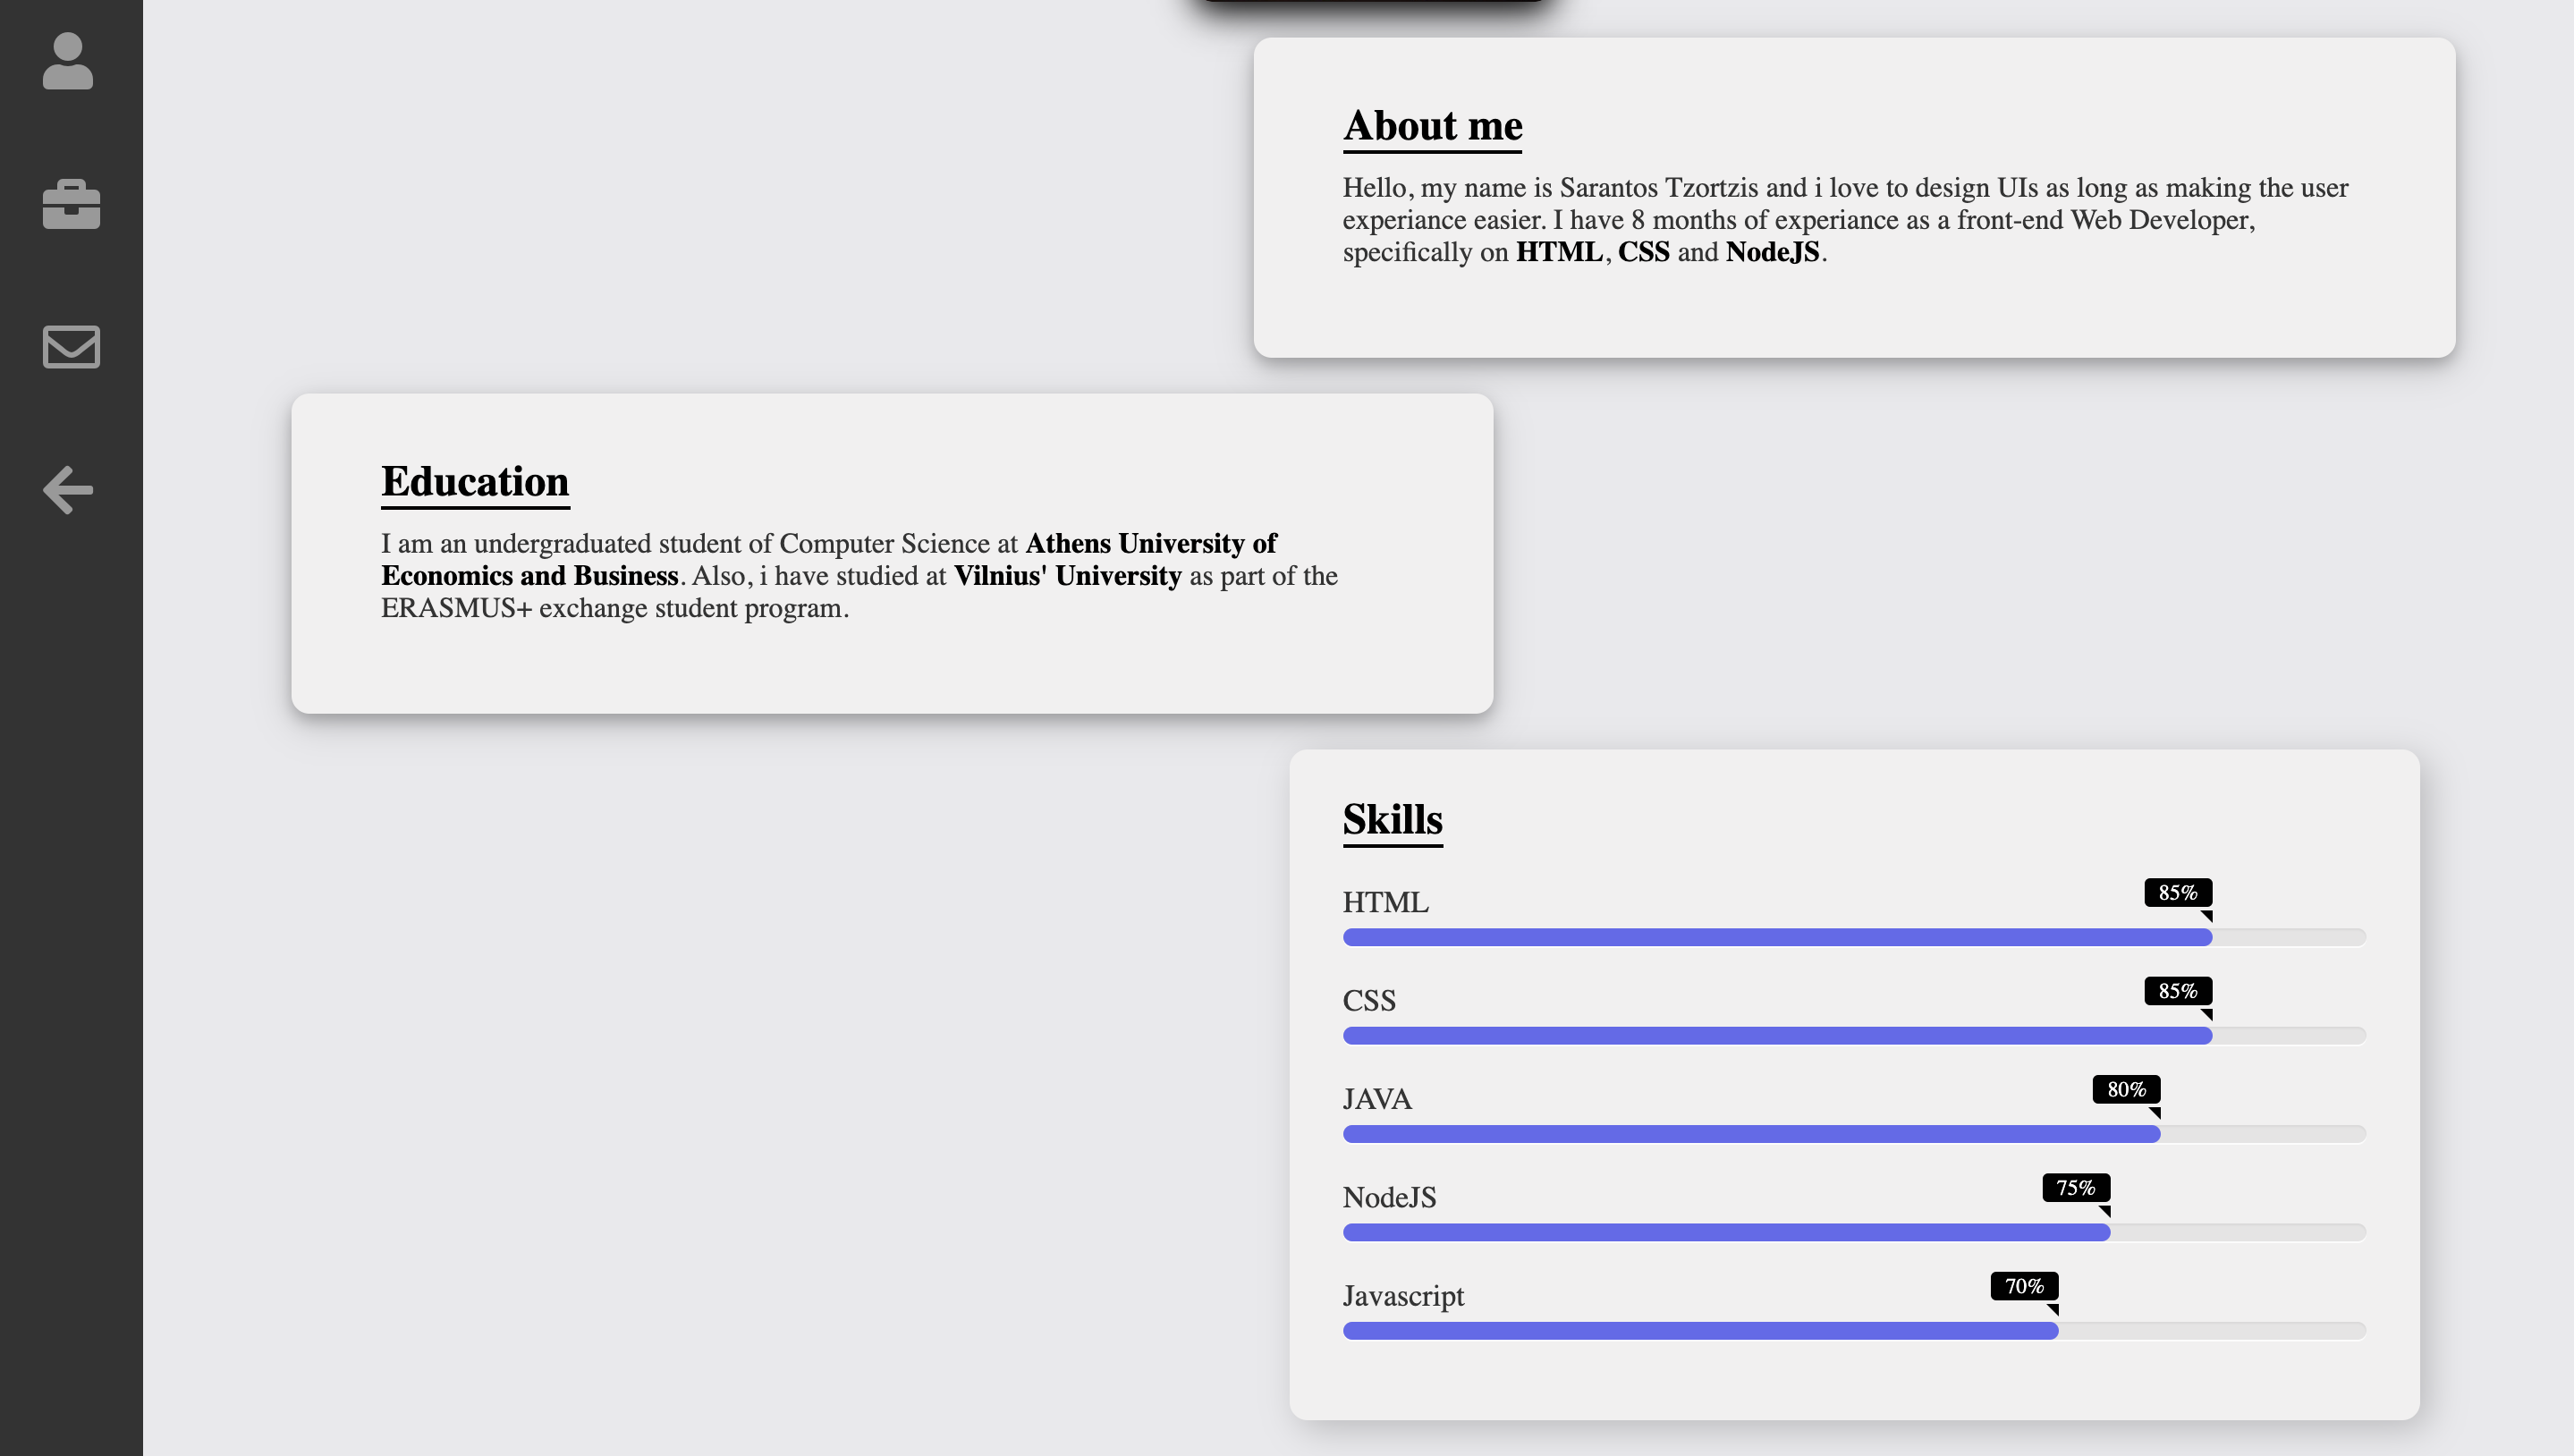 About me
Hello, my name is Sarantos Tzortzis and i love to design UIs as long as making the user
experiance easier. I have 8 months of experiance as a front-end Web Developer,
specifically on HTML, CSS and NodeJS.
Education
I am an undergraduated student of Computer Science at Athens University of
Economics and Business. Also, i have studied at Vilnius' University as part of the
ERASMUS+ exchange student program.
Skills
HTML 85%
CSS 85%
JAVA 80%
NodeJS 75%
Javascript 70%